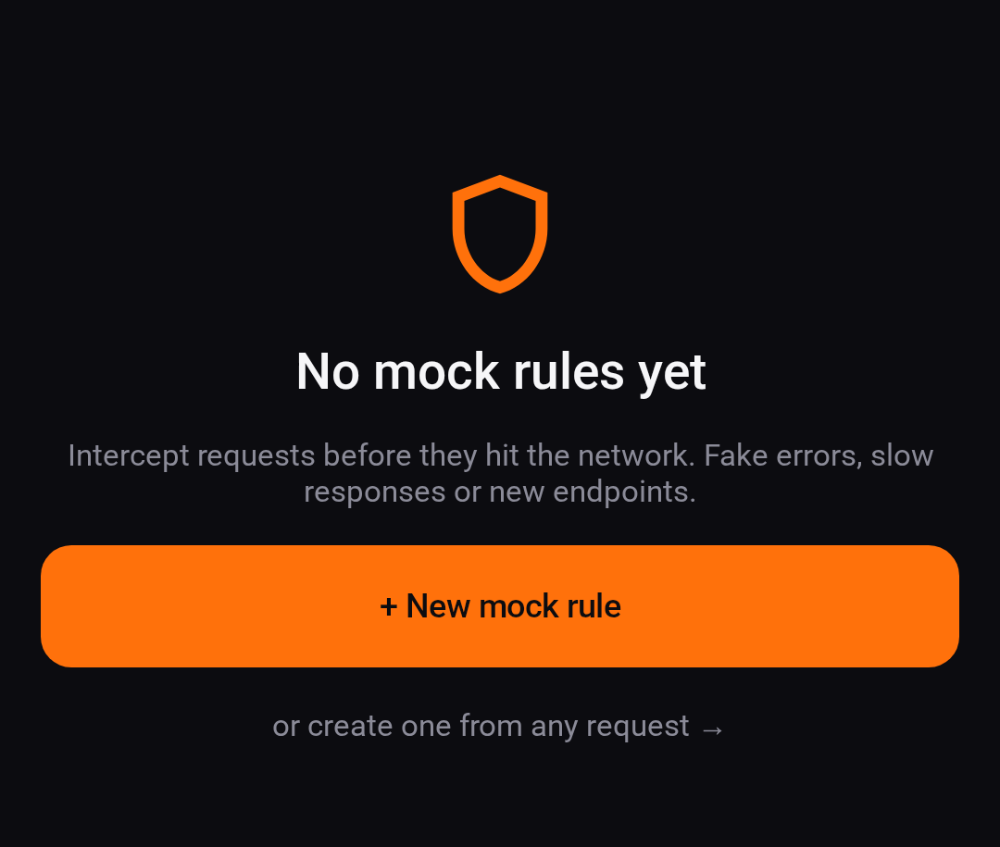 No mock rules yet
Intercept requests before they hit the network. Fake errors, slow
responses or new endpoints.
+ New mock rule
or create one from any request →